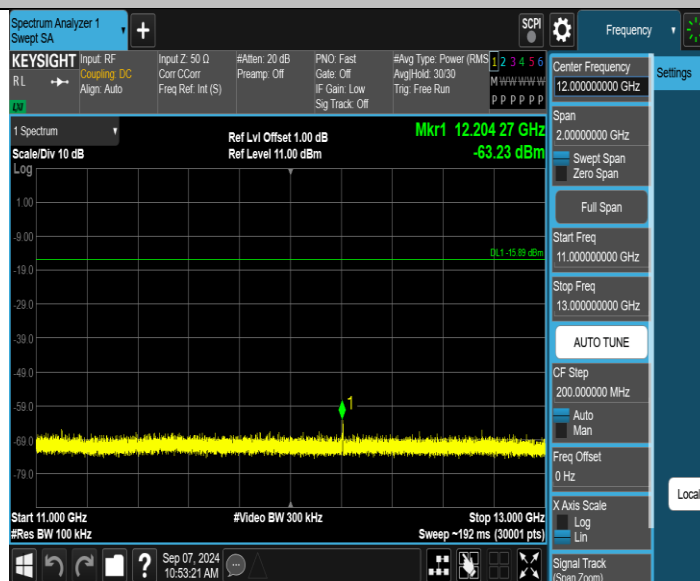 Spectrum Analyzer 1
Swept SA
+
SCPI
Frequency
KEYSIGHT
RL
LXI
Input: RF
Coupling: DC
Align: Auto
Input Z: 50 Ω
Corr CCorr
Freq Ref: Int (S)
#Atten: 20 dB
Preamp: Off
PNO: Fast
Gate: Off
IF Gain: Low
Sig Track: Off
#Avg Type: Power (RMS
Avg|Hold: 30/30
Trig: Free Run
1 2 3 4 5 6
M W W W W W
P P P P P P
1 Spectrum
Scale/Div 10 dB
Ref Lvl Offset 1.00 dB
Ref Level 11.00 dBm
Mkr1 12.204 27 GHz
-63.23 dBm
Log
1.00
-9.00
-19.0
-29.0
-39.0
-49.0
-59.0
-69.0
-79.0
DL1 -15.89 dBm
1
Start 11.000 GHz
#Res BW 100 kHz
#Video BW 300 kHz
Stop 13.000 GHz
Sweep ~192 ms (30001 pts)
?
Sep 07, 2024
10:53:21 AM
Center Frequency
12.00000000 GHz
Span
2.00000000 GHz
Swept Span
Zero Span
Full Span
Start Freq
11.000000000 GHz
Stop Freq
13.000000000 GHz
AUTO TUNE
CF Step
200.000000 MHz
Auto
Man
Freq Offset
0 Hz
X Axis Scale
Log
Lin
Signal Track
(Span Zoom)
Settings
Local